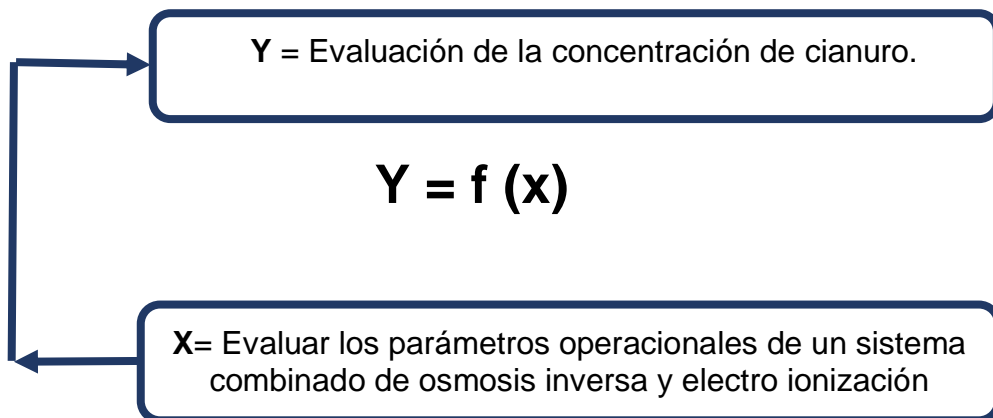 Y = Evaluación de la concentración de cianuro.
Y = f (x)
X= Evaluar los parámetros operacionales de un sistema
combinado de osmosis inversa y electro ionización